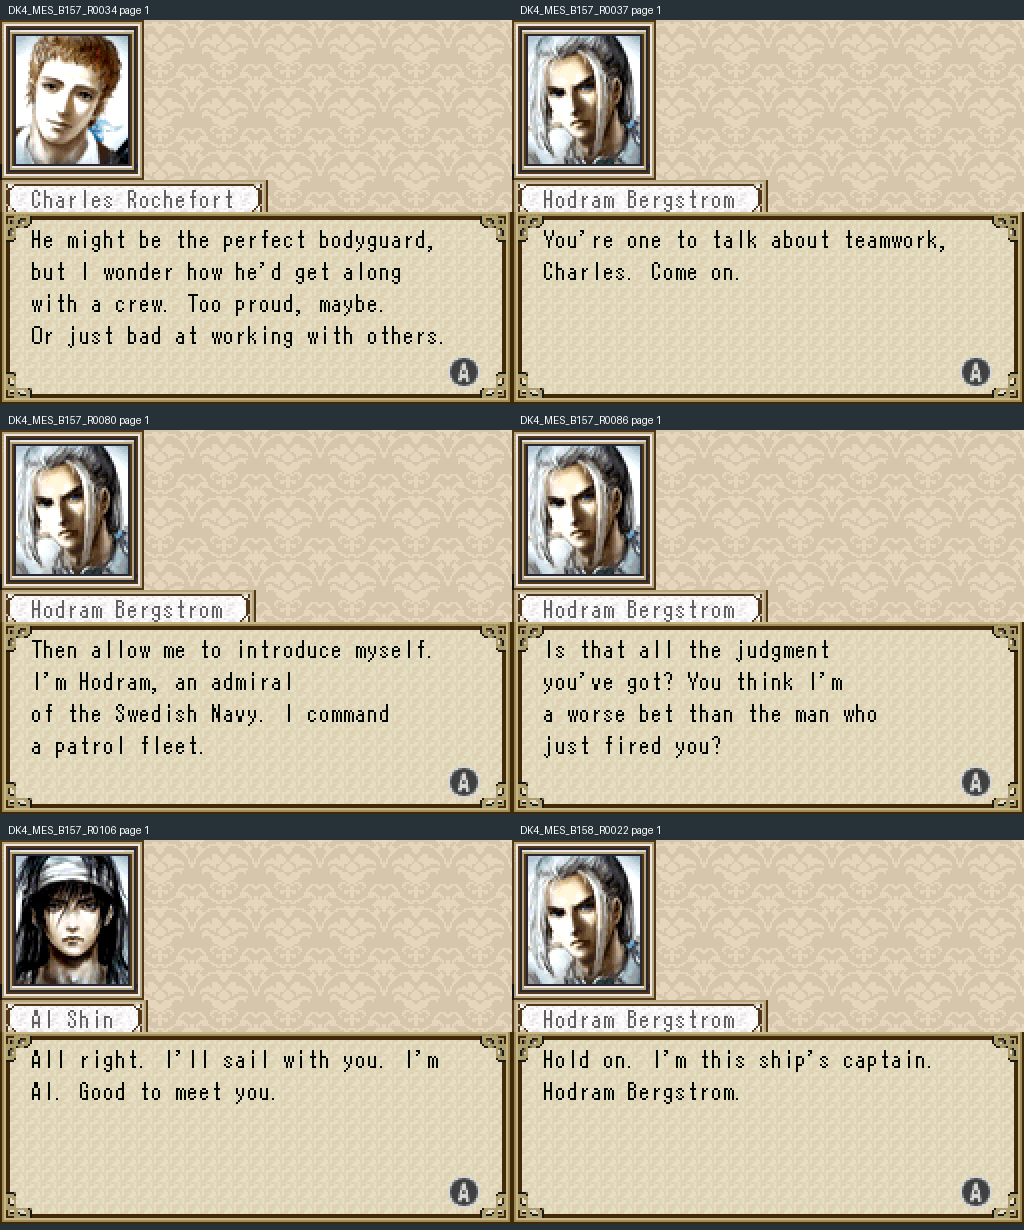 DK4_MES_B157_R0034 page 1
Charles Rochefort
He might be the perfect bodyguard,
but I wonder how he'd get along
with a crew. Too proud, maybe.
Or just bad at working with others.
A
DK4_MES_B157_R0037 page 1
Hodram Bergstrom
You're one to talk about teamwork,
Charles. Come on.
A
DK4_MES_B157_R0080 page 1
Hodram Bergstrom
Then allow me to introduce myself.
I'm Hodram, an admiral
of the Swedish Navy. I command
a patrol fleet.
A
DK4_MES_B157_R0086 page 1
Hodram Bergstrom
Is that all the judgment
you've got? You think I'm
a worse bet than the man who
just fired you?
A
DK4_MES_B157_R0106 page 1
Al Shin
All right. I'll sail with you. I'm
Al. Good to meet you.
A
DK4_MES_B158_R0022 page 1
Hodram Bergstrom
Hold on. I'm this ship's captain.
Hodram Bergstrom.
A